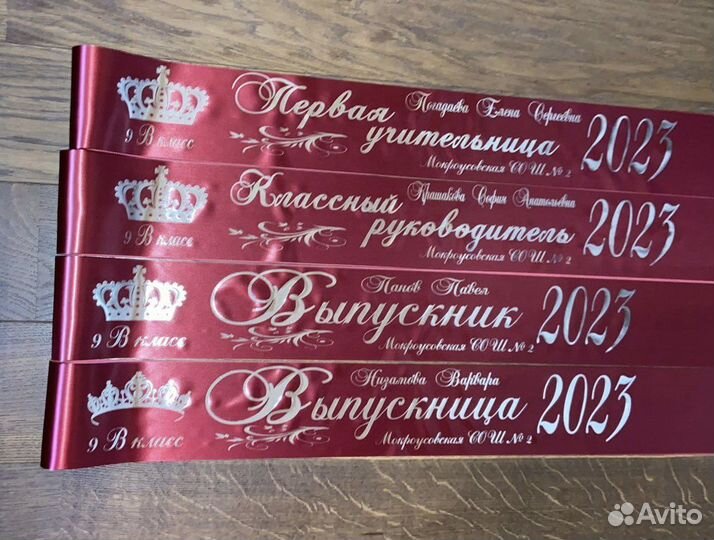 Погадаева Елена Сергеевна
Первая
учительница
9 В класс
Мокроусовская СОШ № 2
2023
Крашакова София Анатольевна
Классный
руководитель
9 В класс
Мокроусовская СОШ № 2
2023
Панов Павел
Выпускник
9 В класс
Мокроусовская СОШ № 2
2023
Низамова Варвара
Выпускница
9 В класс
Мокроусовская СОШ № 2
2023
Avito